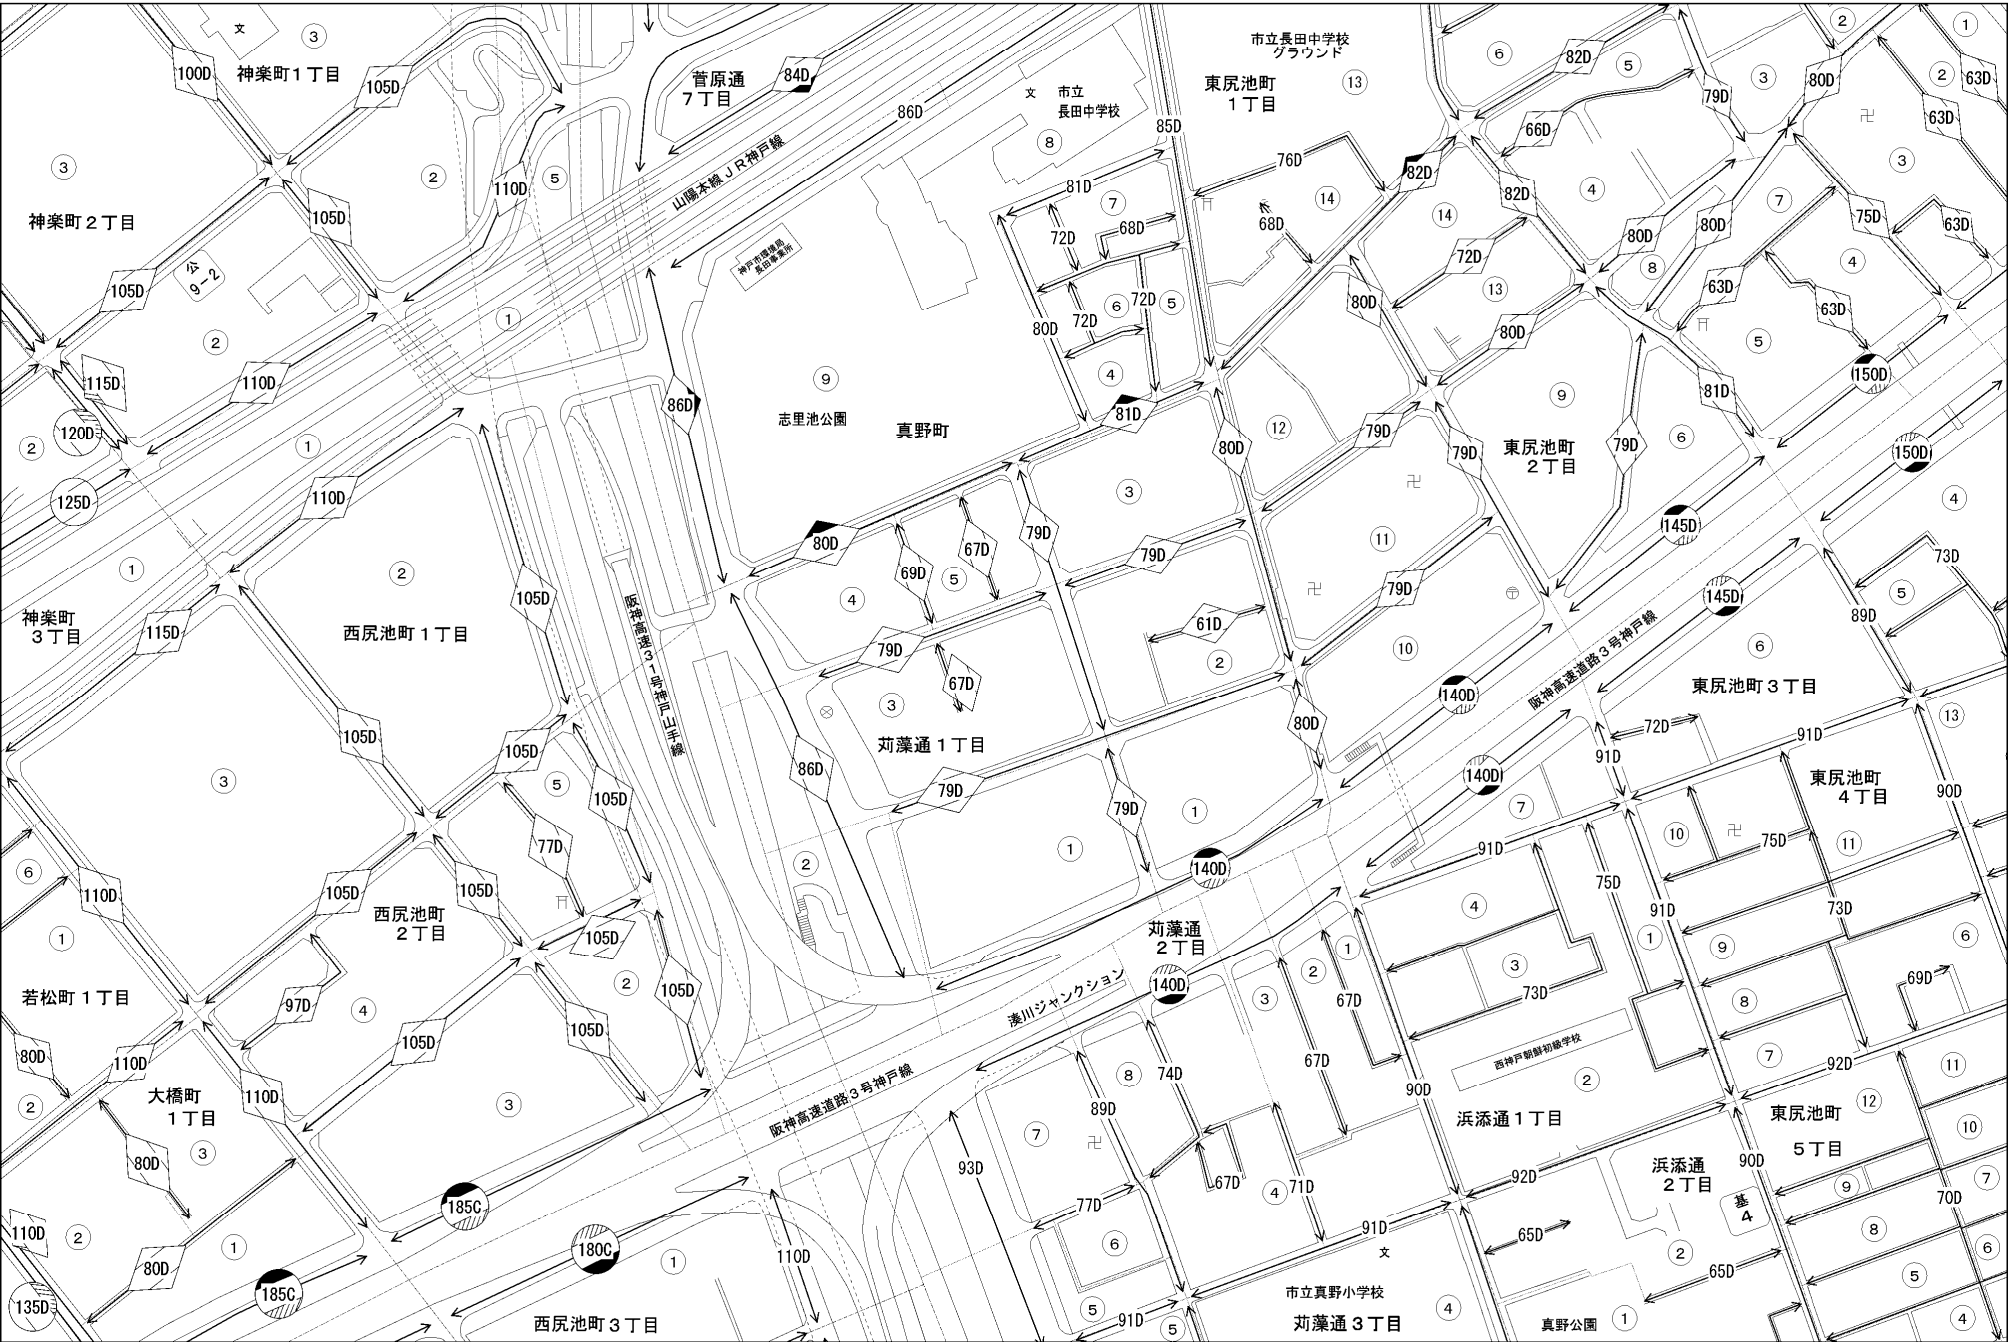 文
③
神楽町1丁目
100D
105D
菅原通
7丁目
84D
86D
市立
長田中学校
文
⑧
85D
東尻池町
1丁目
市立長田中学校
グラウンド
⑬
⑥
82D
⑤
79D
③
②
80D
①
63D
②
63D
③
神楽町2丁目
105D
②
110D
⑤
山陽本線JR神戸線
81D
⑦
72D
68D
76D
68D
⑭
82D
66D
④
82D
⑭
72D
⑬
80D
80D
⑦
75D
63D
⑧
④
公
9-2
105D
②
①
神戸市環境局
長田事業所
80D
⑥
72D
72D
⑤
④
80D
80D
63D
63D
⑤
115D
110D
120D
②
①
86D
⑨
志里池公園
真野町
81D
80D
⑫
79D
79D
⑨
東尻池町
2丁目
79D
⑥
81D
150D
150D
④
125D
110D
①
②
105D
80D
69D
67D
④
⑤
79D
③
79D
⑪
79D
145D
145D
73D
⑤
89D
神楽町
3丁目
115D
西尻池町1丁目
阪神高速31号神戸山手線
79D
67D
③
61D
②
⑩
140D
阪神高速道路3号神戸線
⑥
東尻池町3丁目
③
105D
105D
⑤
105D
86D
苅藻通1丁目
79D
79D
①
80D
140D
72D
91D
91D
⑬
東尻池町
4丁目
90D
⑥
110D
77D
105D
105D
②
①
140D
⑦
91D
75D
⑩
75D
⑪
①
西尻池町
2丁目
105D
②
105D
苅藻通
2丁目
④
91D
73D
⑥
若松町1丁目
97D
④
105D
105D
湊川ジャンクション
140D
③
②
①
67D
③
73D
①
⑨
⑧
69D
80D
110D
②
大橋町
1丁目
110D
③
③
阪神高速道路3号神戸線
⑧
74D
67D
90D
西神戸朝鮮初級学校
②
⑦
92D
⑪
80D
89D
⑦
浜添通1丁目
東尻池町
5丁目
⑫
⑩
185C
93D
77D
67D
④
71D
92D
浜添通
2丁目
90D
基
4
⑨
⑦
70D
110D
②
80D
①
180C
110D
⑥
91D
文
65D
②
65D
⑧
⑥
135D
185C
①
西尻池町3丁目
⑤
91D
⑤
市立真野小学校
苅藻通3丁目
④
真野公園
①
⑤
④